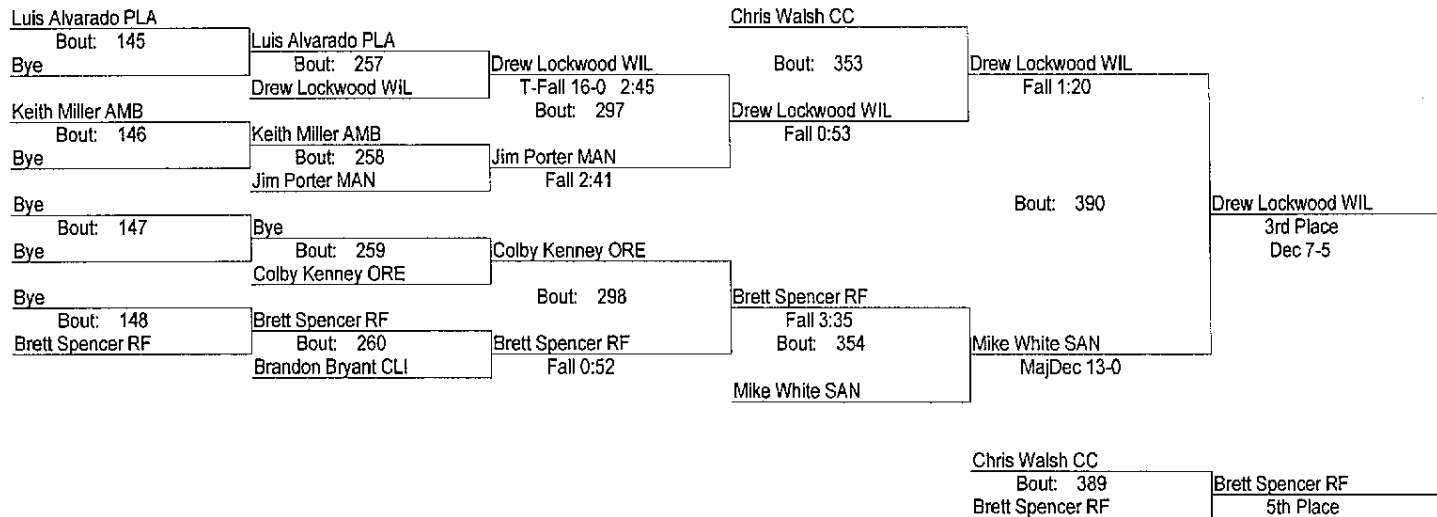 Luis Alvarado PLA
Bout: 145
Bye
Keith Miller AMB
Bout: 146
Bye
Bye
Bout: 147
Bye
Bye
Bout: 148
Brett Spencer RF
Luis Alvarado PLA
Bout: 257
Drew Lockwood WIL
Keith Miller AMB
Bout: 258
Jim Porter MAN
Bye
Bout: 259
Colby Kenney ORE
Brett Spencer RF
Bout: 260
Brandon Bryant CLI
Drew Lockwood WIL
T-Fall 16-0 2:45
Bout: 297
Jim Porter MAN
Fall 2:41
Colby Kenney ORE
Bout: 298
Brett Spencer RF
Fall 0:52
Chris Walsh CC
Bout: 353
Drew Lockwood WIL
Fall 0:53
Brett Spencer RF
Fall 3:35
Bout: 354
Mike White SAN
Drew Lockwood WIL
Fall 1:20
Bout: 390
Mike White SAN
MajDec 13-0
Drew Lockwood WIL
3rd Place
Dec 7-5
Chris Walsh CC
Bout: 389
Brett Spencer RF
Brett Spencer RF
5th Place